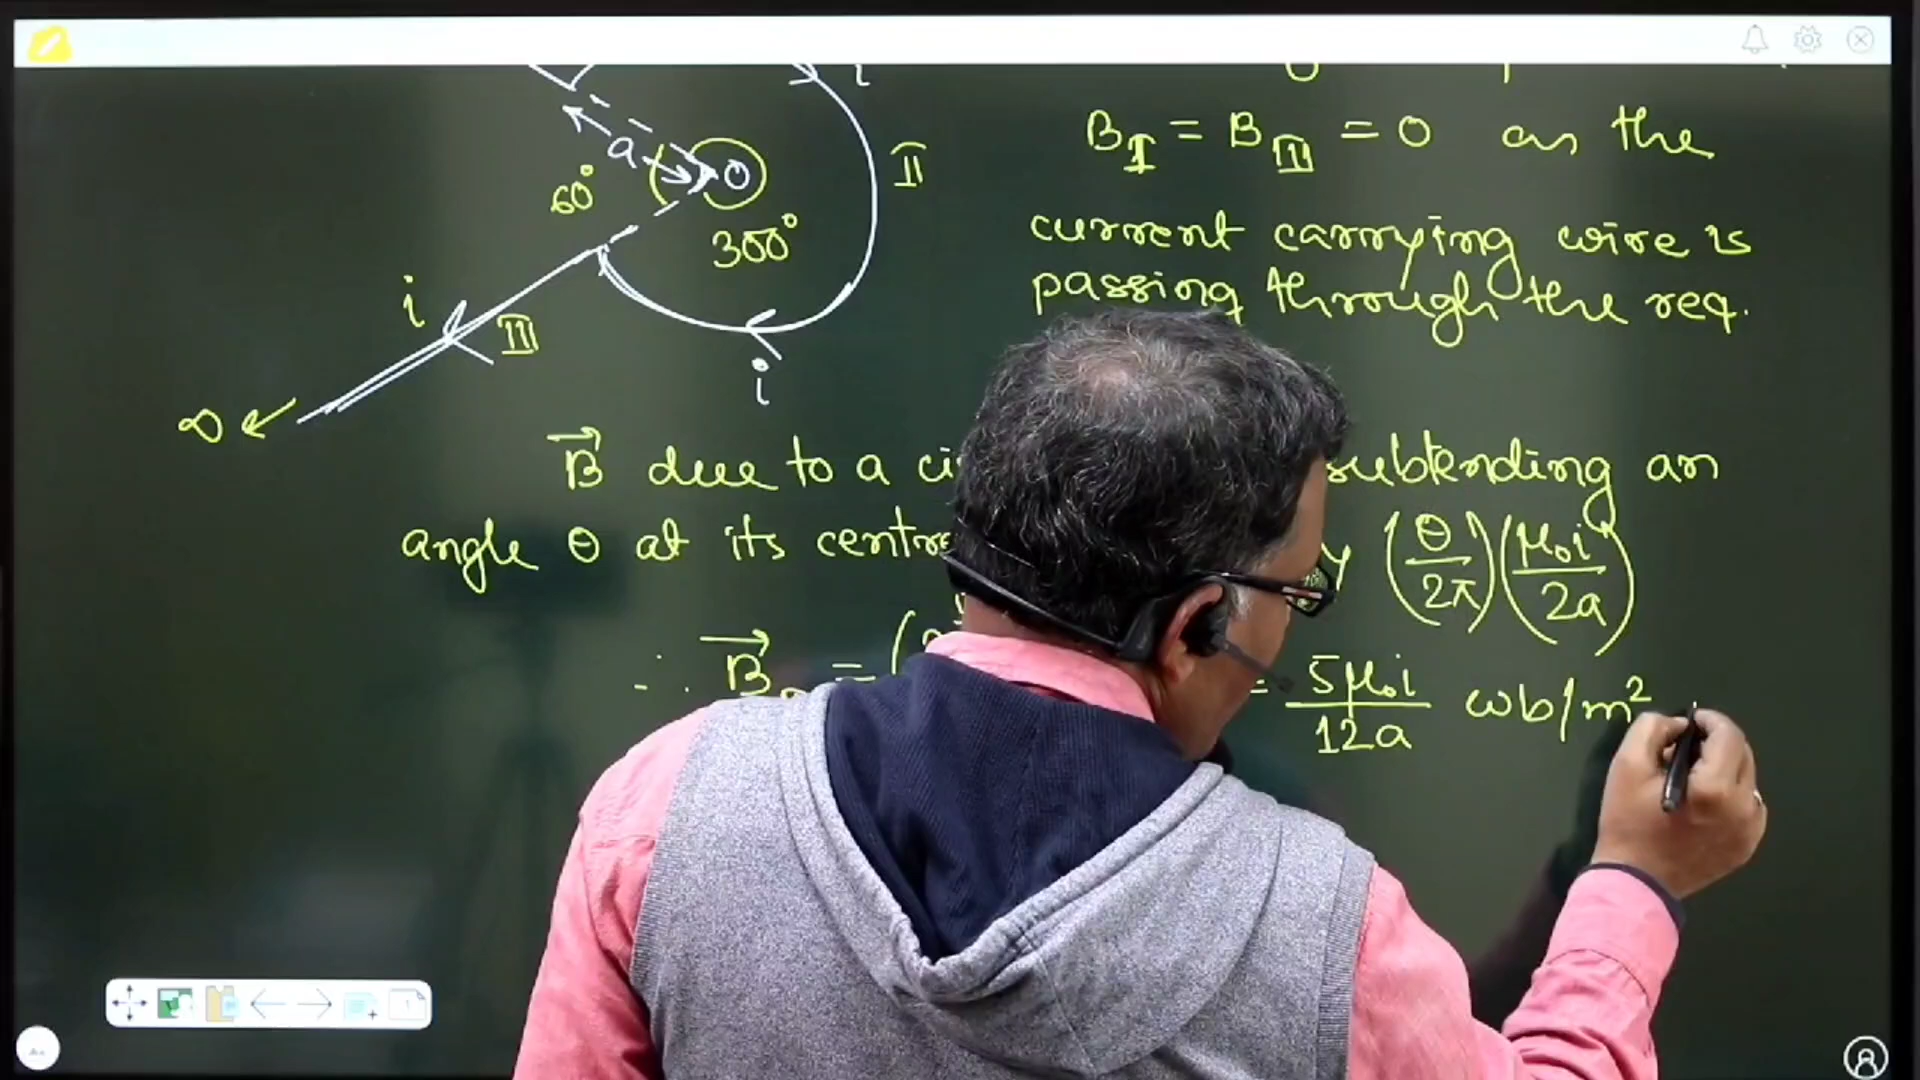 i
II
a
O
60°
300°
i
III
i
∞
B_I = B_III = 0 as the
current carrying wire is
passing through the req.
B⃗ due to a subtending an
angle θ at its centre (θ/2π)(μ₀i/2a)
∴ B⃗ = ( = 5μ₀i/12a wb/m²